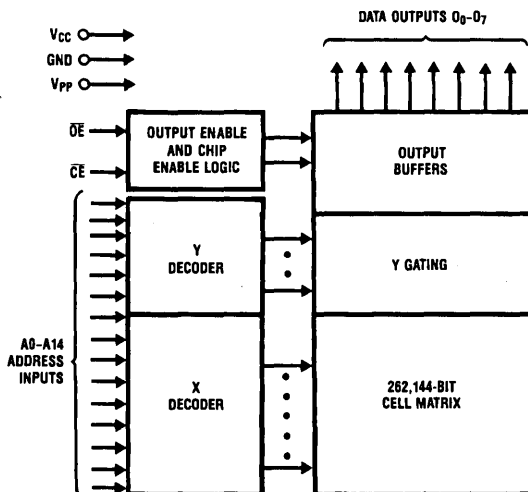 DATA OUTPUTS O0-O7
VCC
GND
VPP
OE
CE
OUTPUT ENABLE
AND CHIP
ENABLE LOGIC
OUTPUT
BUFFERS
Y
DECODER
Y GATING
A0-A14
ADDRESS
INPUTS
X
DECODER
262,144-BIT
CELL MATRIX